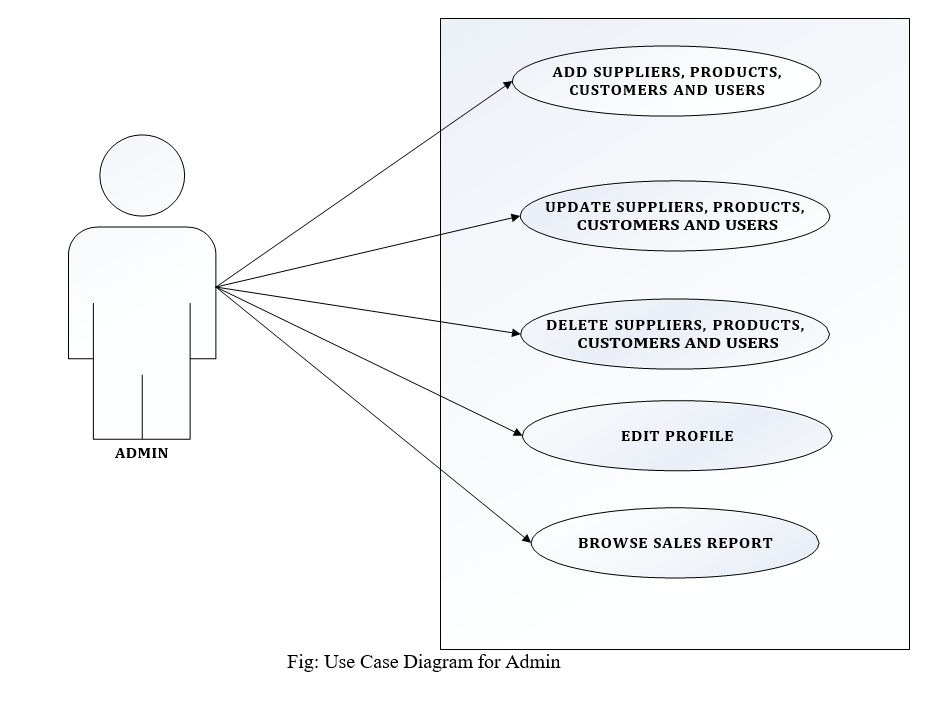 ADD SUPPLIERS, PRODUCTS,
CUSTOMERS AND USERS
UPDATE SUPPLIERS, PRODUCTS,
CUSTOMERS AND USERS
DELETE SUPPLIERS, PRODUCTS,
CUSTOMERS AND USERS
EDIT PROFILE
ADMIN
BROWSE SALES REPORT
Fig: Use Case Diagram for Admin